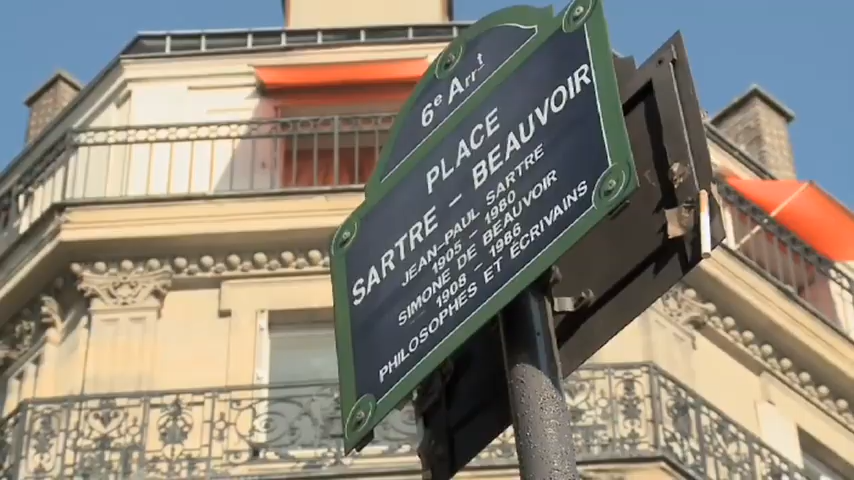 6e Arrt
PLACE
SARTRE - BEAUVOIR
JEAN-PAUL SARTRE
1905 - 1980
SIMONE DE BEAUVOIR
1908 - 1986
PHILOSOPHES ET ÉCRIVAINS